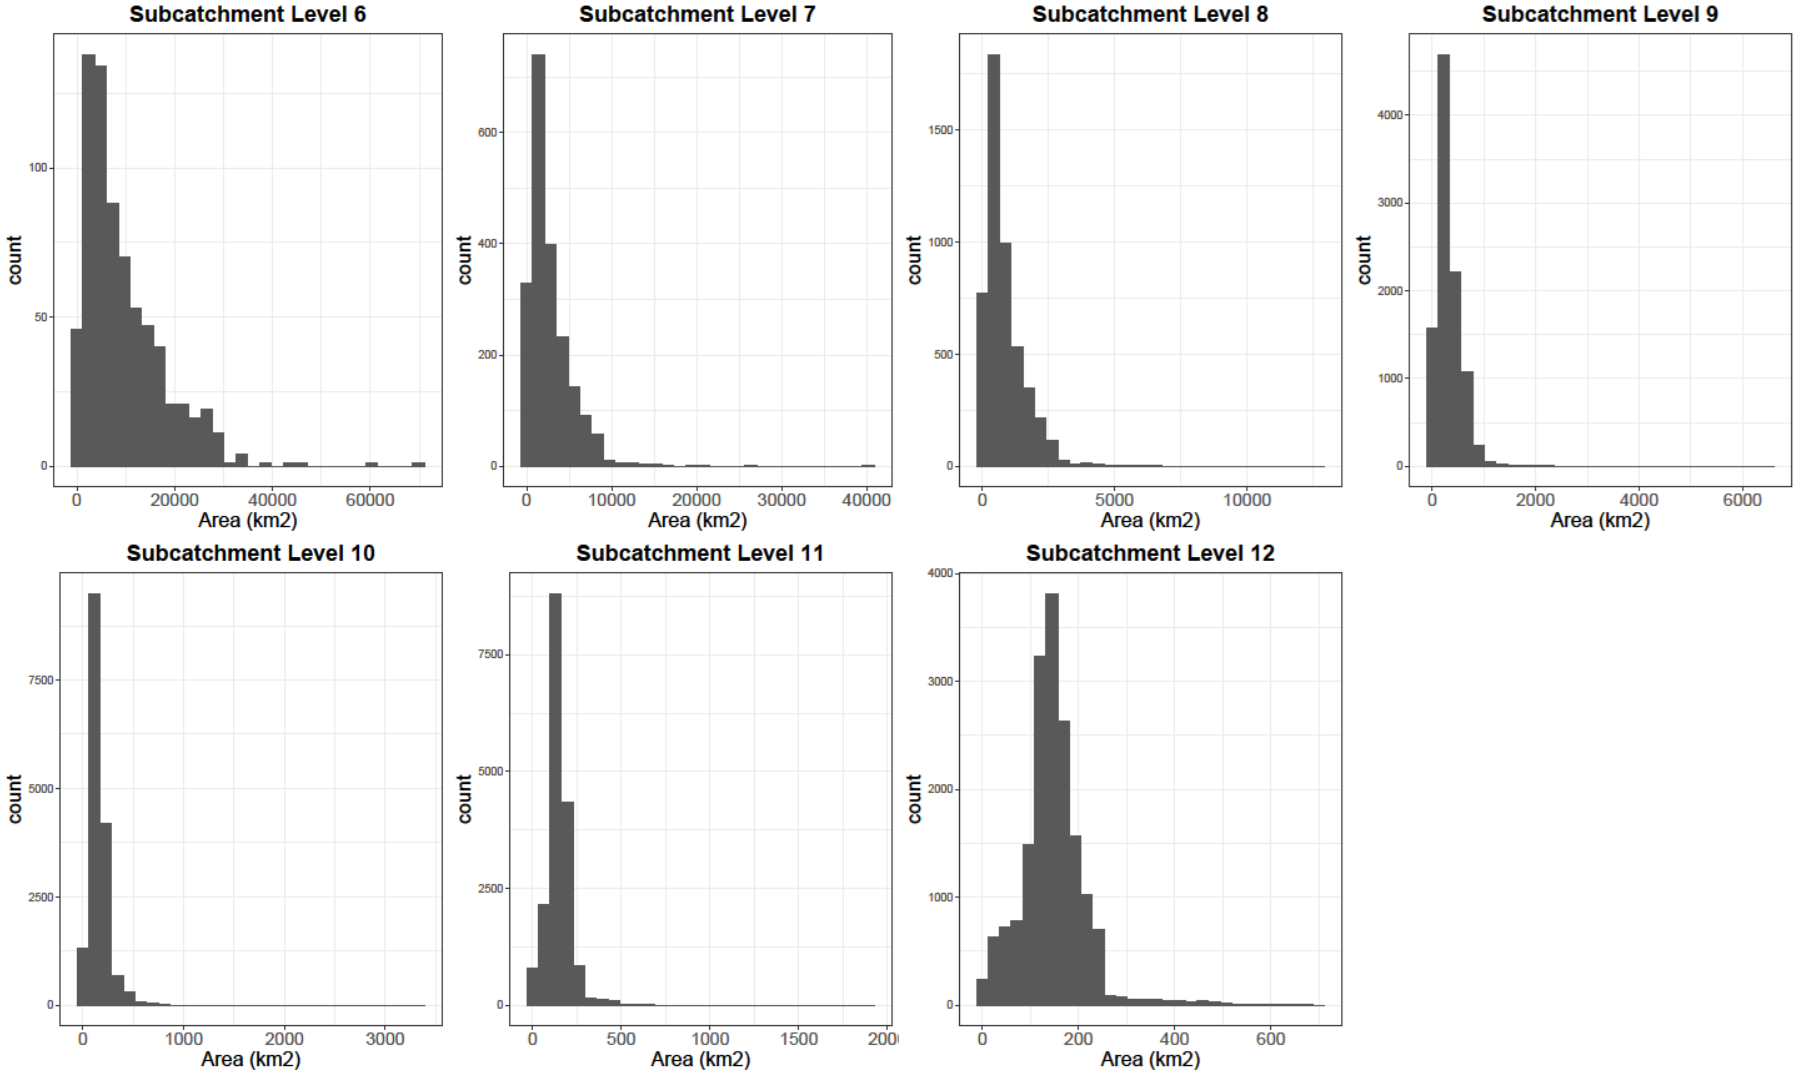 Subcatchment Level 6
count
100
50
0
0 20000 40000 60000
Area (km2)
Subcatchment Level 7
count
600
400
200
0
0 10000 20000 30000 40000
Area (km2)
Subcatchment Level 8
count
1500
1000
500
0
0 5000 10000
Area (km2)
Subcatchment Level 9
count
4000
3000
2000
1000
0
0 2000 4000 6000
Area (km2)
Subcatchment Level 10
count
7500
5000
2500
0
0 1000 2000 3000
Area (km2)
Subcatchment Level 11
count
7500
5000
2500
0
0 500 1000 1500 200
Area (km2)
Subcatchment Level 12
count
4000
3000
2000
1000
0
0 200 400 600
Area (km2)